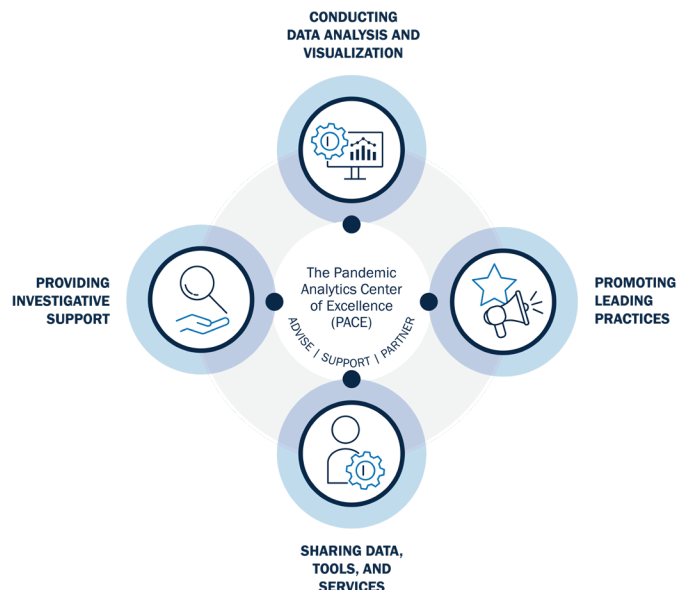 CONDUCTING
DATA ANALYSIS AND
VISUALIZATION
PROVIDING
INVESTIGATIVE
SUPPORT
The Pandemic
Analytics Center
of Excellence
(PACE)
ADVISE | SUPPORT | PARTNER
PROMOTING
LEADING
PRACTICES
SHARING DATA,
TOOLS, AND
SERVICES